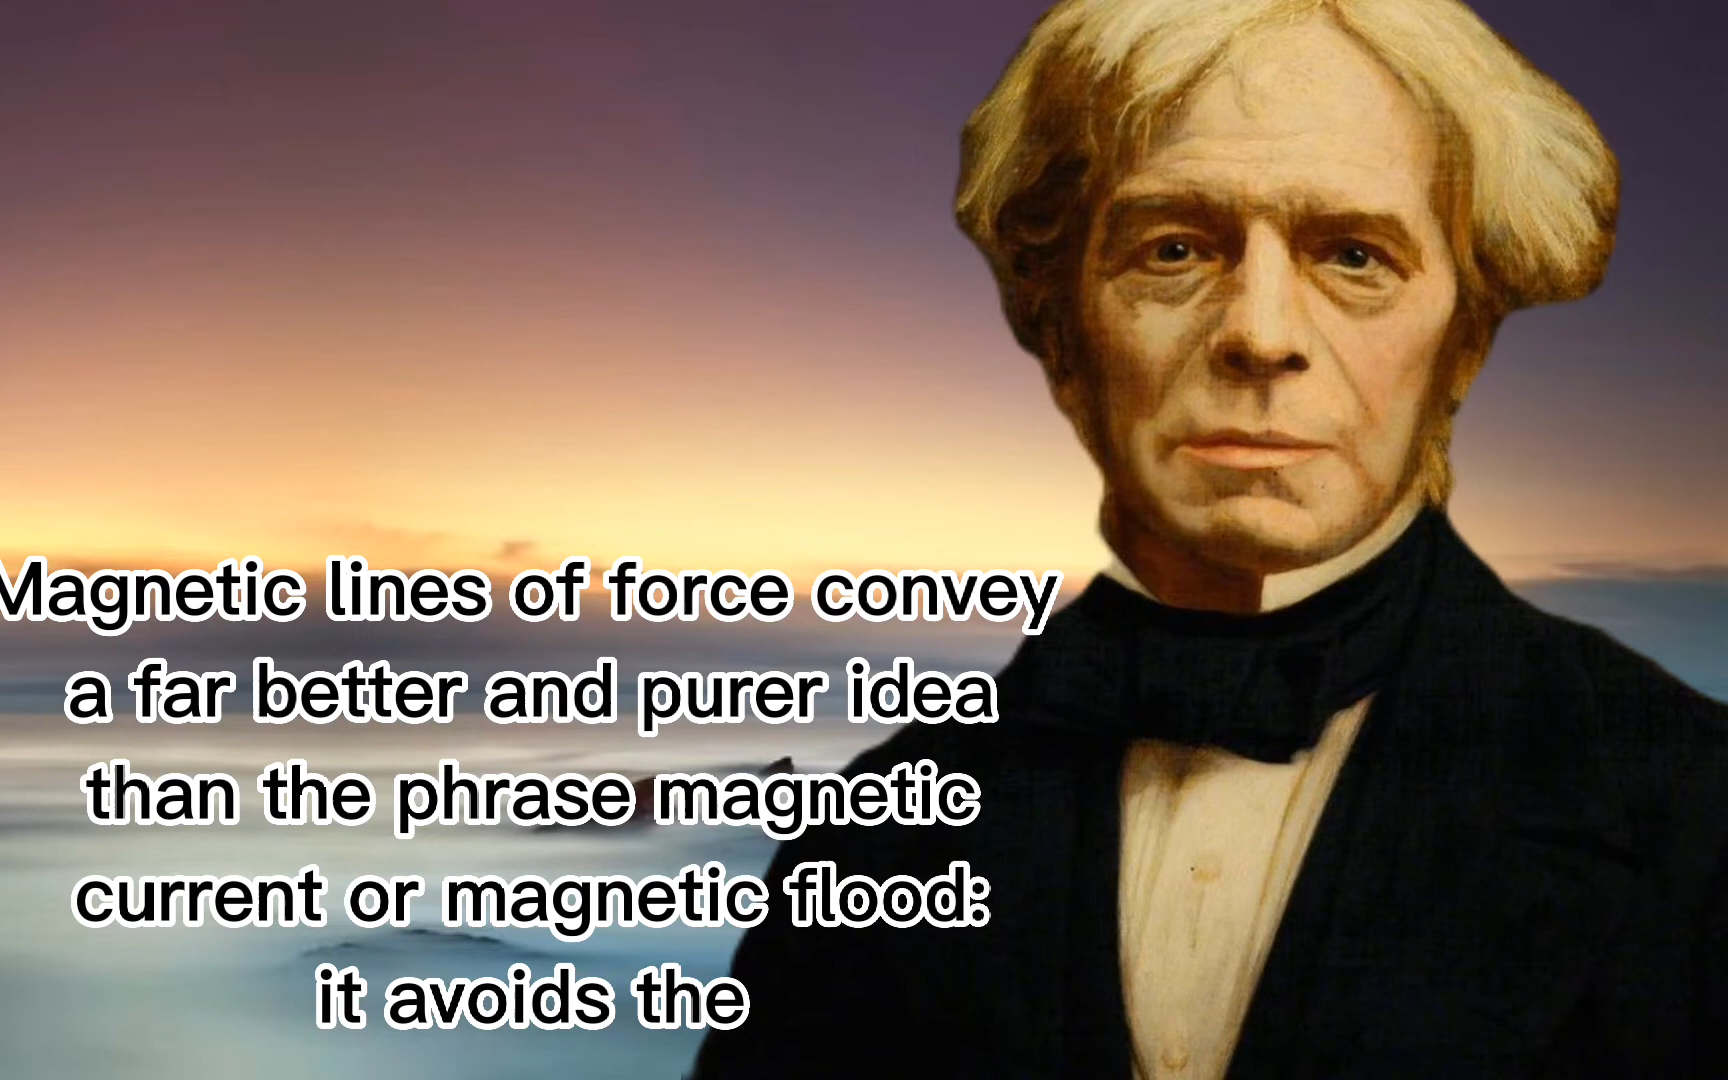 Magnetic lines of force convey
a far better and purer idea
than the phrase magnetic
current or magnetic flood:
it avoids the